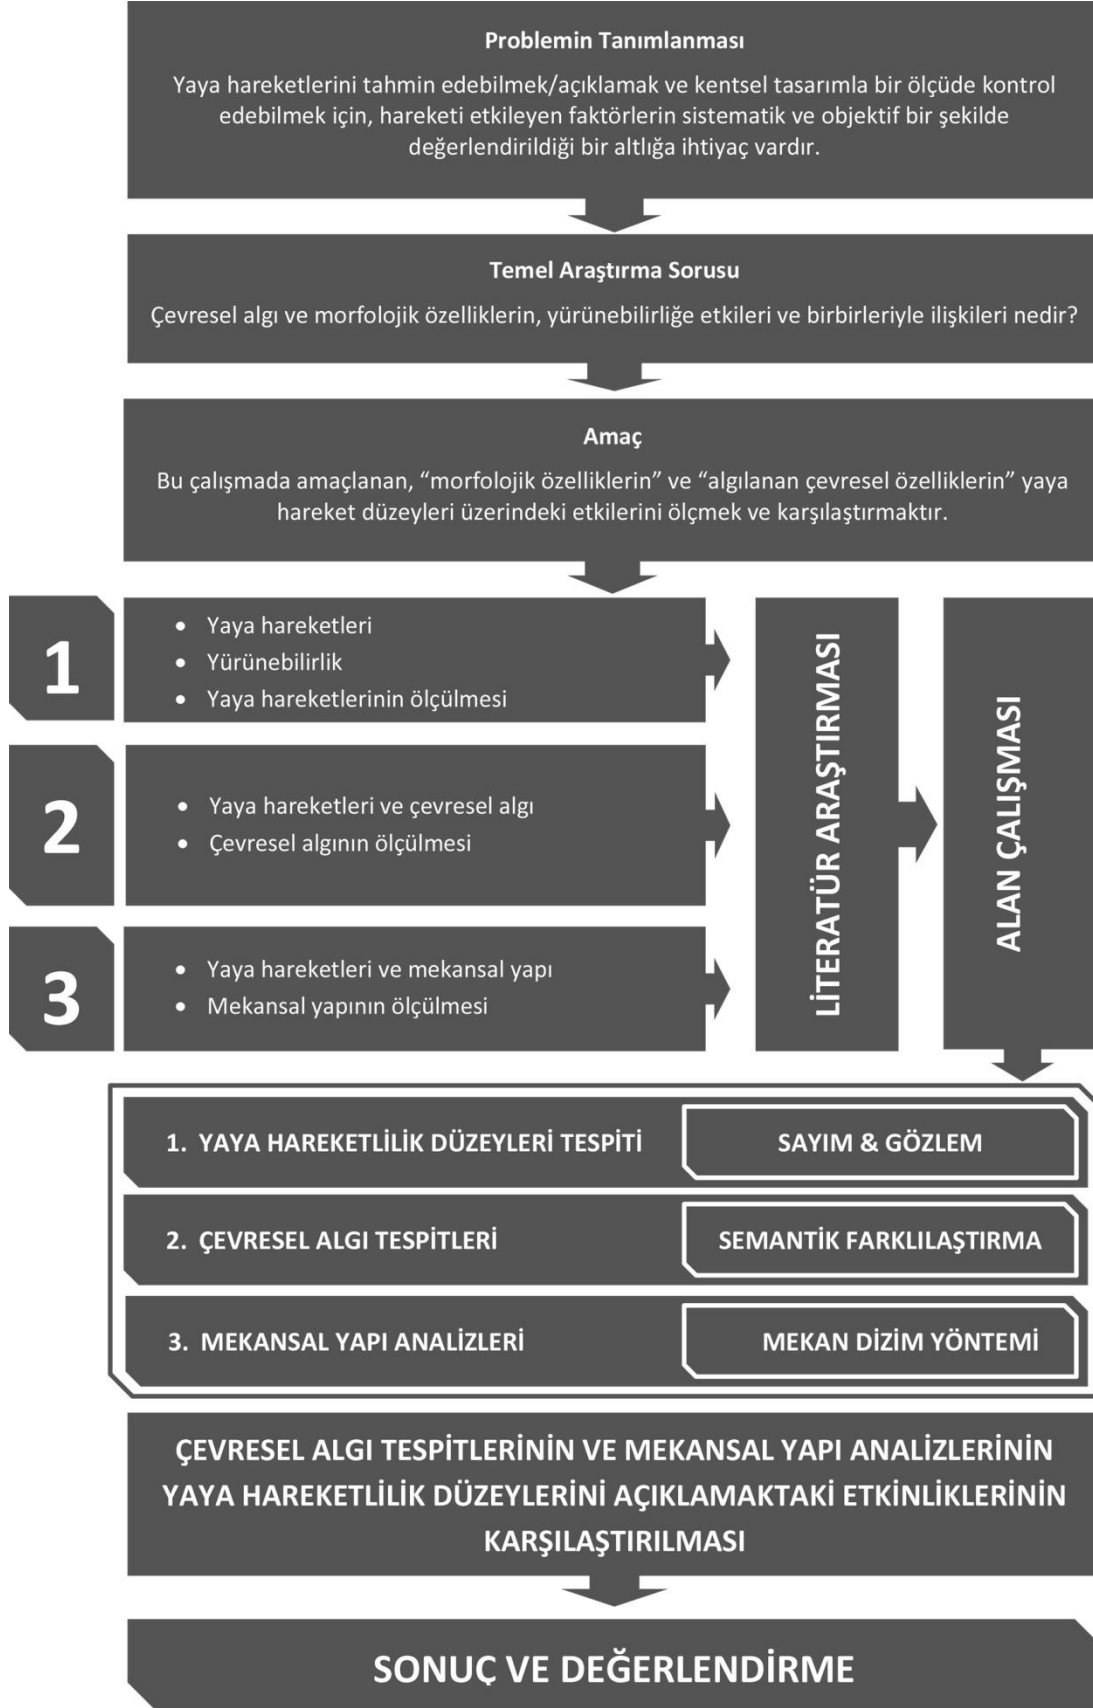 Problemin Tanımlanması
Yaya hareketlerini tahmin edebilmek/açıklamak ve kentsel tasarımla bir ölçüde kontrol
edebilmek için, hareketi etkileyen faktörlerin sistematik ve objektif bir şekilde
değerlendirildiği bir altlığa ihtiyaç vardır.
Temel Araştırma Sorusu
Çevresel algı ve morfolojik özelliklerin, yürünebilirliğe etkileri ve birbirleriyle ilişkileri nedir?
Amaç
Bu çalışmada amaçlanan, “morfolojik özelliklerin” ve “algılanan çevresel özelliklerin” yaya
hareket düzeyleri üzerindeki etkilerini ölçmek ve karşılaştırmaktır.
1
• Yaya hareketleri
• Yürünebilirlik
• Yaya hareketlerinin ölçülmesi
2
• Yaya hareketleri ve çevresel algı
• Çevresel algının ölçülmesi
3
• Yaya hareketleri ve mekansal yapı
• Mekansal yapının ölçülmesi
LİTERATÜR ARAŞTIRMASI
ALAN ÇALIŞMASI
1. YAYA HAREKETLİLİK DÜZEYLERİ TESPİTİ
SAYIM & GÖZLEM
2. ÇEVRESEL ALGI TESPİTLERİ
SEMANTİK FARKLILAŞTIRMA
3. MEKANSAL YAPI ANALİZLERİ
MEKAN DİZİM YÖNTEMİ
ÇEVRESEL ALGI TESPİTLERİNİN VE MEKANSAL YAPI ANALİZLERİNİN
YAYA HAREKETLİLİK DÜZEYLERİNİ AÇIKLAMAKTAKİ ETKİNLİKLERİNİN
KARŞILAŞTIRILMASI
SONUÇ VE DEĞERLENDİRME